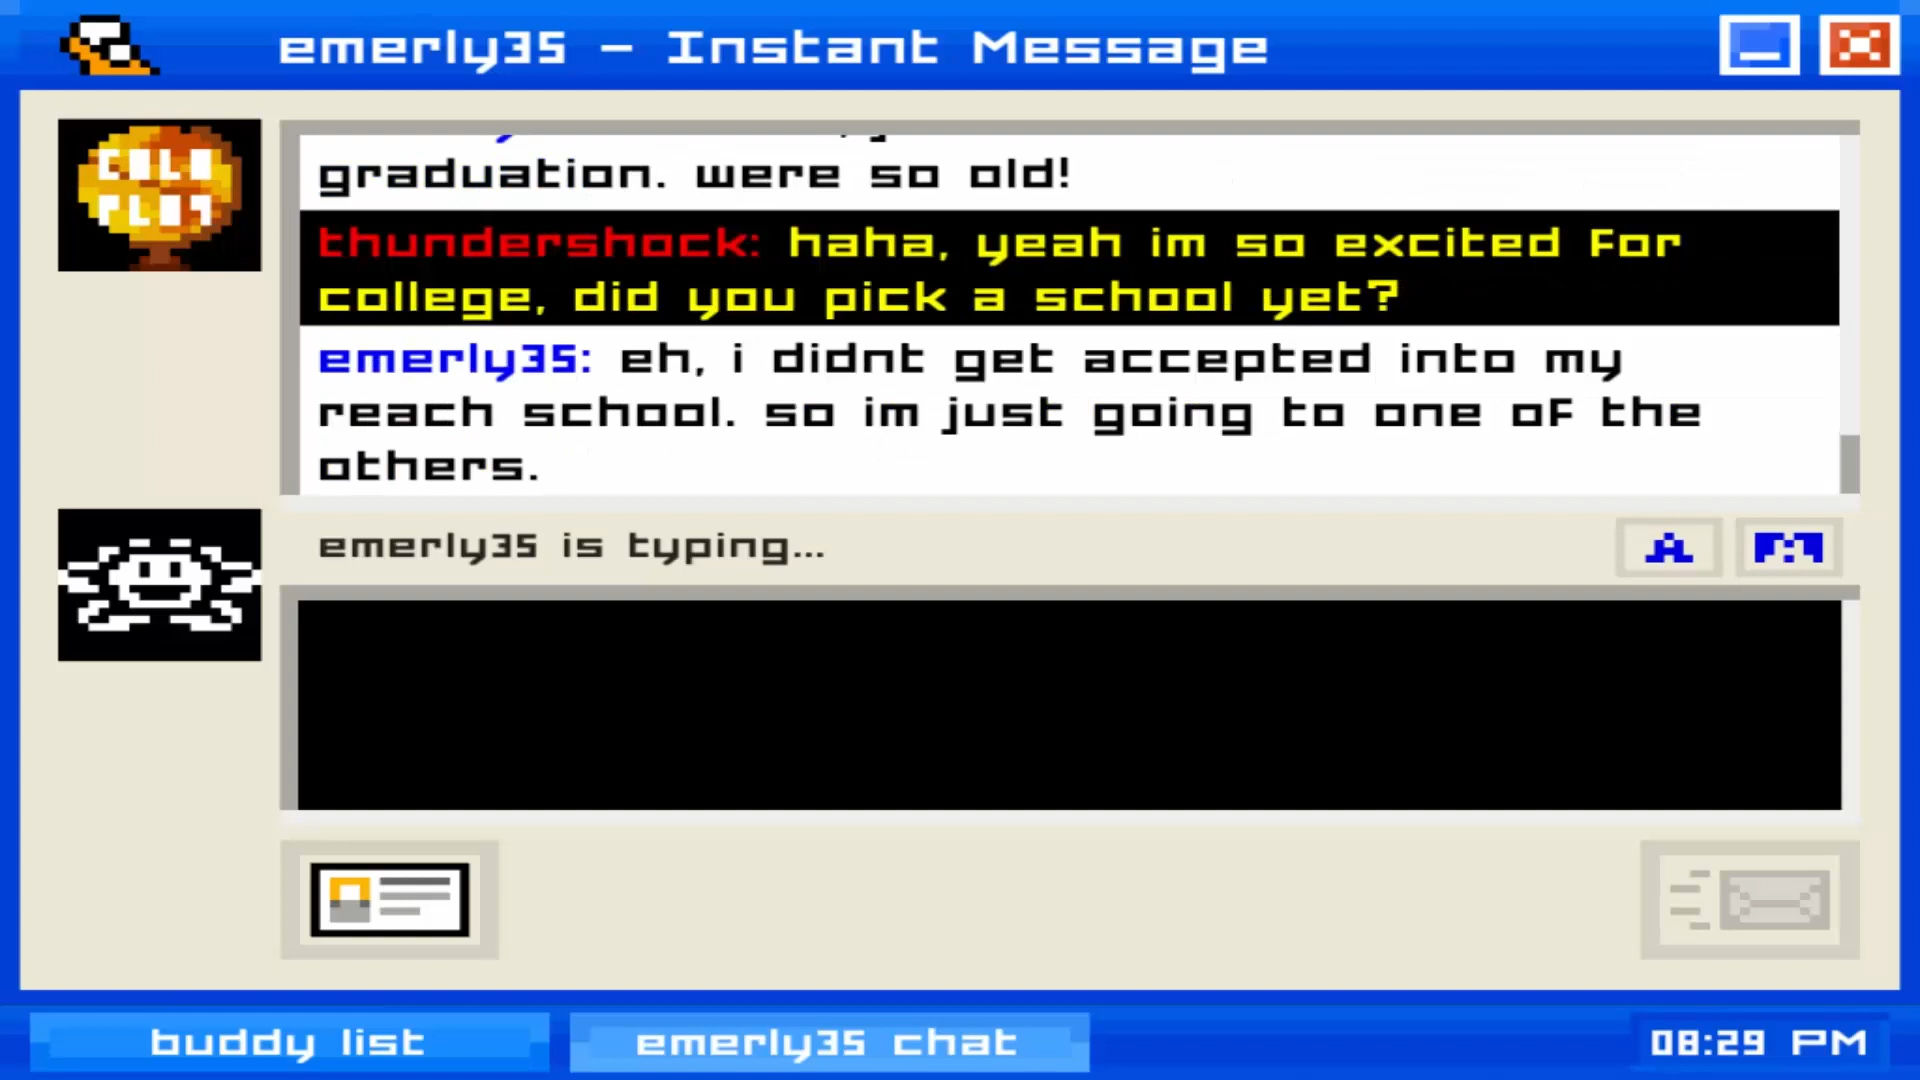 emerly35 - Instant Message
COLD
PLAY
graduation. were so old!
thundershock: haha, yeah im so excited for
college, did you pick a school yet?
emerly35: eh, i didnt get accepted into my
reach school. so im just going to one of the
others.
emerly35 is typing...
A
buddy list
emerly35 chat
08:29 PM